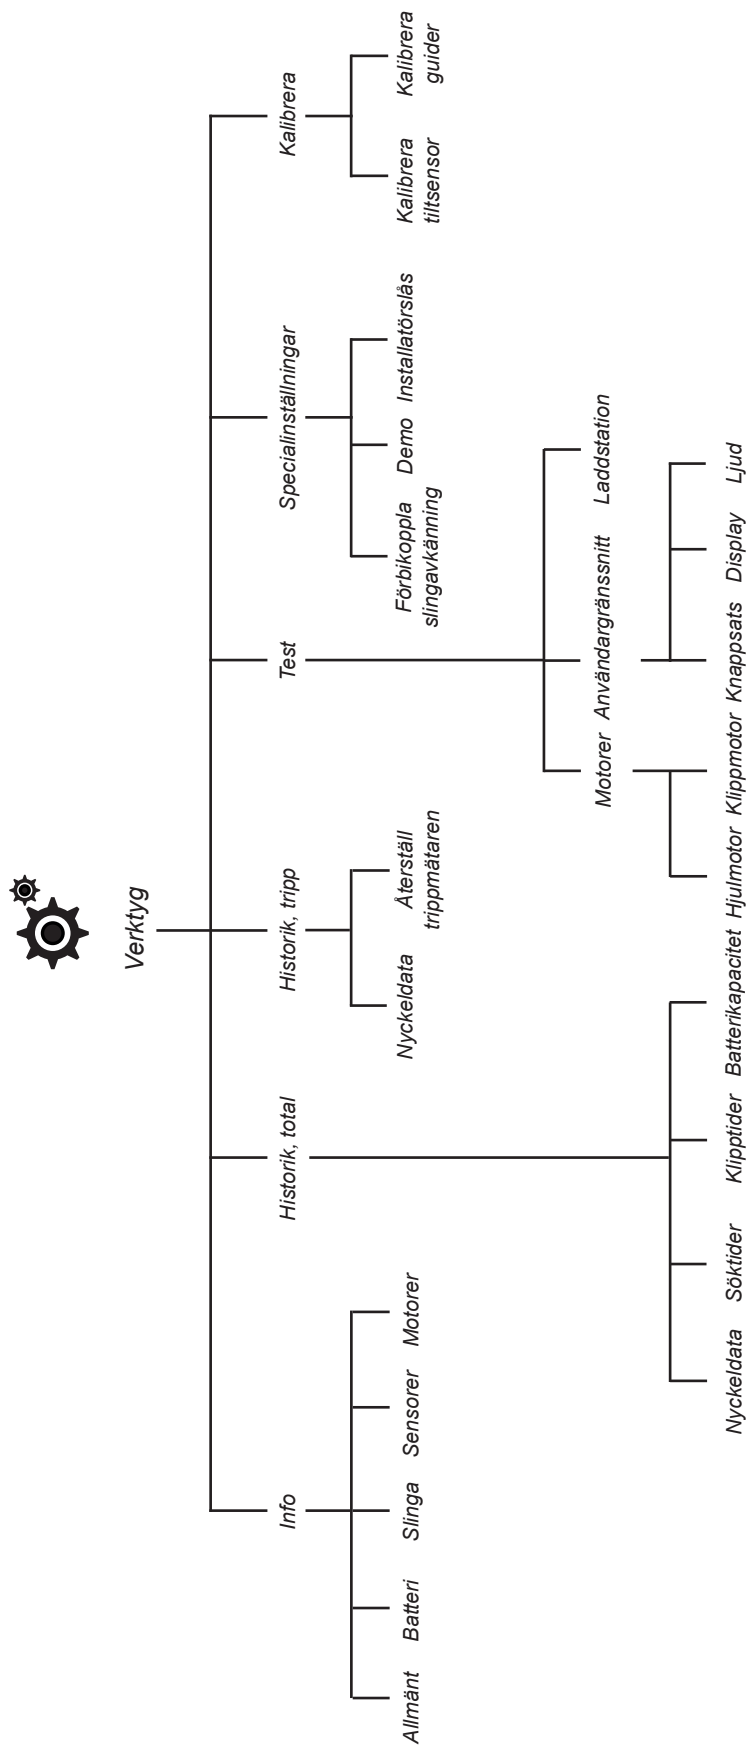 Verktyg
Info
Historik, total
Historik, tripp
Test
Specialinställningar
Kalibrera
Allmänt
Batteri
Slinga
Sensorer
Motorer
Nyckeldata
Återställ
trippmätaren
Förbikoppla
slingavkänning
Demo
Installatörslås
Kalibrera
tiltsensor
Kalibrera
guider
Motorer
Användargränssnitt
Laddstation
Nyckeldata
Söktider
Klipptider
Batterikapacitet
Hjulmotor
Klippmotor
Knappsats
Display
Ljud